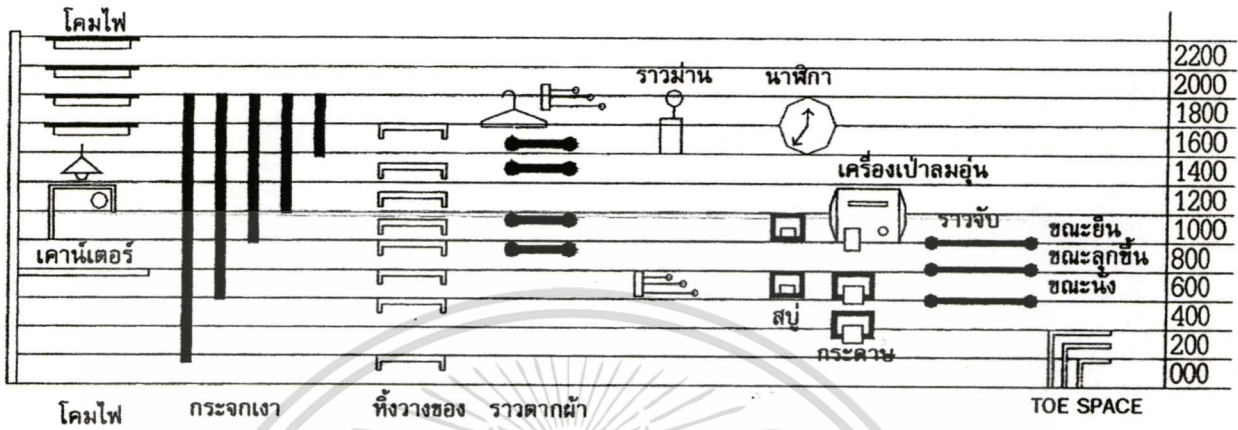 โคมไฟ
ราวม่าน
นาฬิกา
เครื่องเป่าลมอุ่น
ราวจับ
เคาน์เตอร์
ขณะยืน
ขณะลุกขึ้น
ขณะนั่ง
สบู่
กระดาษ
2200
2000
1800
1600
1400
1200
1000
800
600
400
200
000
โคมไฟ
กระจกเงา
หิ้งวางของ
ราวตากผ้า
TOE SPACE